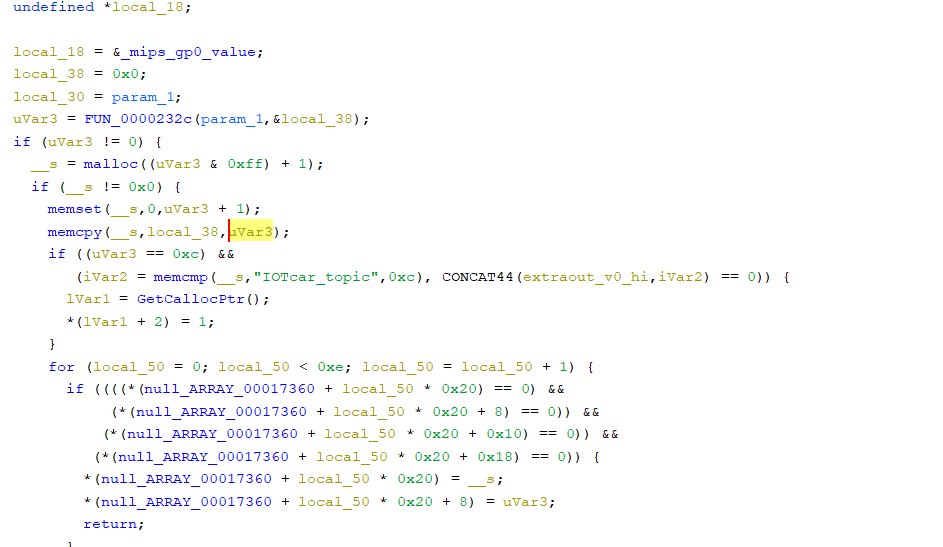 undefined *local_18;
local_18 = &_mips_gp0_value;
local_38 = 0x0;
local_30 = param_1;
uVar3 = FUN_0000232c(param_1,&local_38);
if (uVar3 != 0) {
__s = malloc((uVar3 & 0xff) + 1);
if (__s != 0x0) {
memset(__s,0,uVar3 + 1);
memcpy(__s,local_38,uVar3);
if ((uVar3 == 0xc) &&
(iVar2 = memcmp(__s,"IOTcar_topic",0xc), CONCAT44(extraout_v0_hi,iVar2) == 0)) {
lVar1 = GetCallocPtr();
*(lVar1 + 2) = 1;
}
for (local_50 = 0; local_50 < 0xe; local_50 = local_50 + 1) {
if ((((*(null_ARRAY_00017360 + local_50 * 0x20) == 0) &&
(*(null_ARRAY_00017360 + local_50 * 0x20 + 8) == 0)) &&
(*(null_ARRAY_00017360 + local_50 * 0x20 + 0x10) == 0)) &&
(*(null_ARRAY_00017360 + local_50 * 0x20 + 0x18) == 0)) {
*(null_ARRAY_00017360 + local_50 * 0x20) = __s;
*(null_ARRAY_00017360 + local_50 * 0x20 + 8) = uVar3;
return;
}